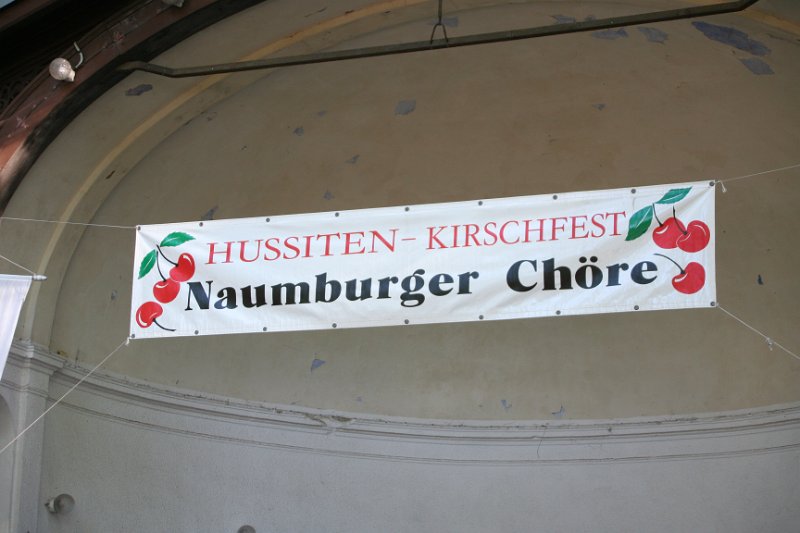 HUSSITEN - KIRSCHFEST
Naumburger Chöre